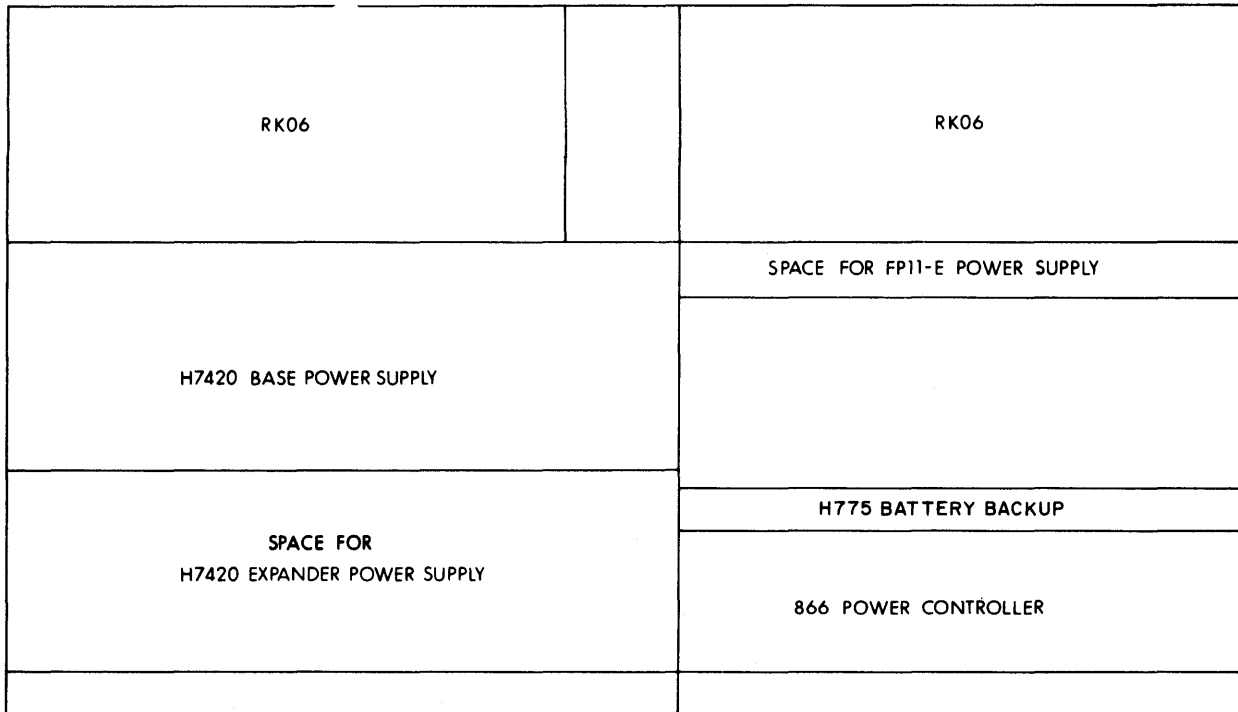 RK06
RK06
SPACE FOR FP11-E POWER SUPPLY
H7420 BASE POWER SUPPLY
H775 BATTERY BACKUP
SPACE FOR
H7420 EXPANDER POWER SUPPLY
866 POWER CONTROLLER